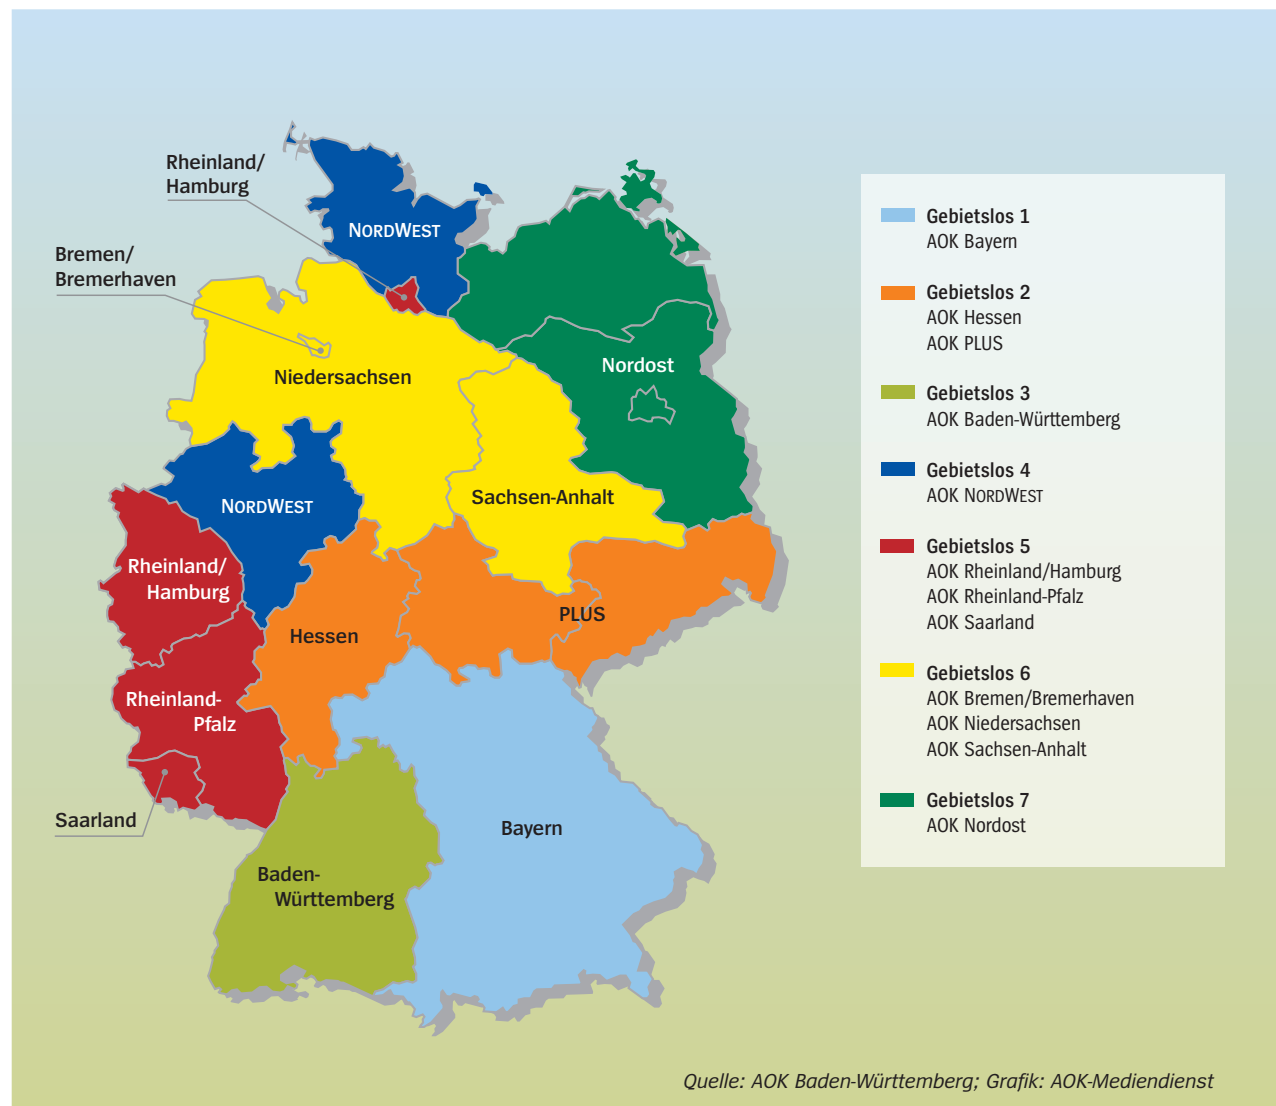 Rheinland/
Hamburg
Bremen/
Bremerhaven
NORDWEST
Niedersachsen
Nordost
Sachsen-Anhalt
NORDWEST
Rheinland/
Hamburg
Hessen
PLUS
Rheinland-
Pfalz
Saarland
Bayern
Baden-
Württemberg
Gebietslos 1
AOK Bayern
Gebietslos 2
AOK Hessen
AOK PLUS
Gebietslos 3
AOK Baden-Württemberg
Gebietslos 4
AOK NORDWEST
Gebietslos 5
AOK Rheinland/Hamburg
AOK Rheinland-Pfalz
AOK Saarland
Gebietslos 6
AOK Bremen/Bremerhaven
AOK Niedersachsen
AOK Sachsen-Anhalt
Gebietslos 7
AOK Nordost
Quelle: AOK Baden-Württemberg; Grafik: AOK-Mediendienst